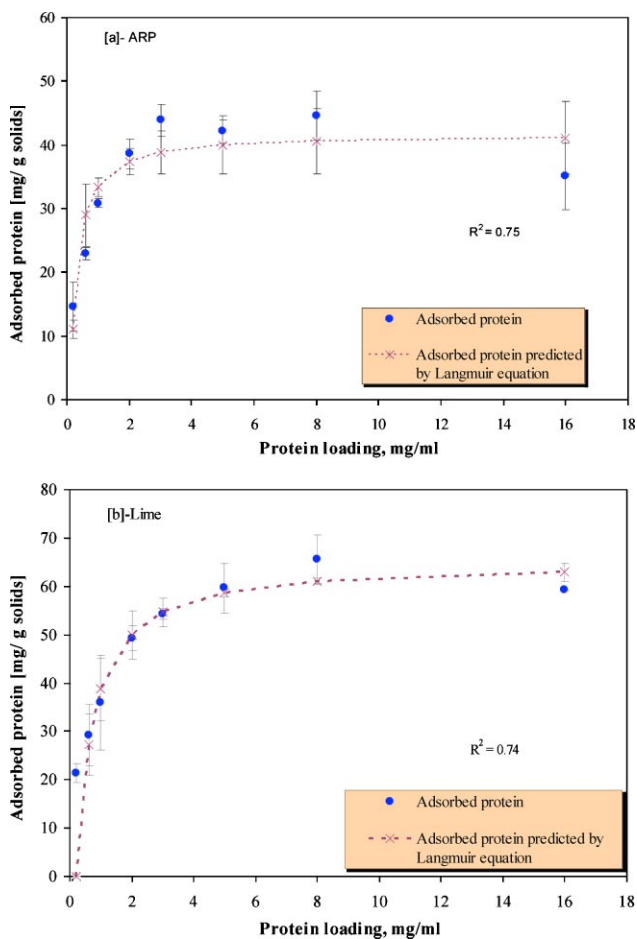 [a]- ARP
60
50
40
30
20
10
0
Adsorbed protein [mg/ g solids]
R² = 0.75
Adsorbed protein
Adsorbed protein predicted
by Langmuir equation
0 2 4 6 8 10 12 14 16 18
Protein loading, mg/ml
[b]-Lime
80
70
60
50
40
30
20
10
0
Adsorbed protein [mg/ g solids]
R² = 0.74
Adsorbed protein
Adsorbed protein predicted by
Langmuir equation
0 2 4 6 8 10 12 14 16 18
Protein loading, mg/ml